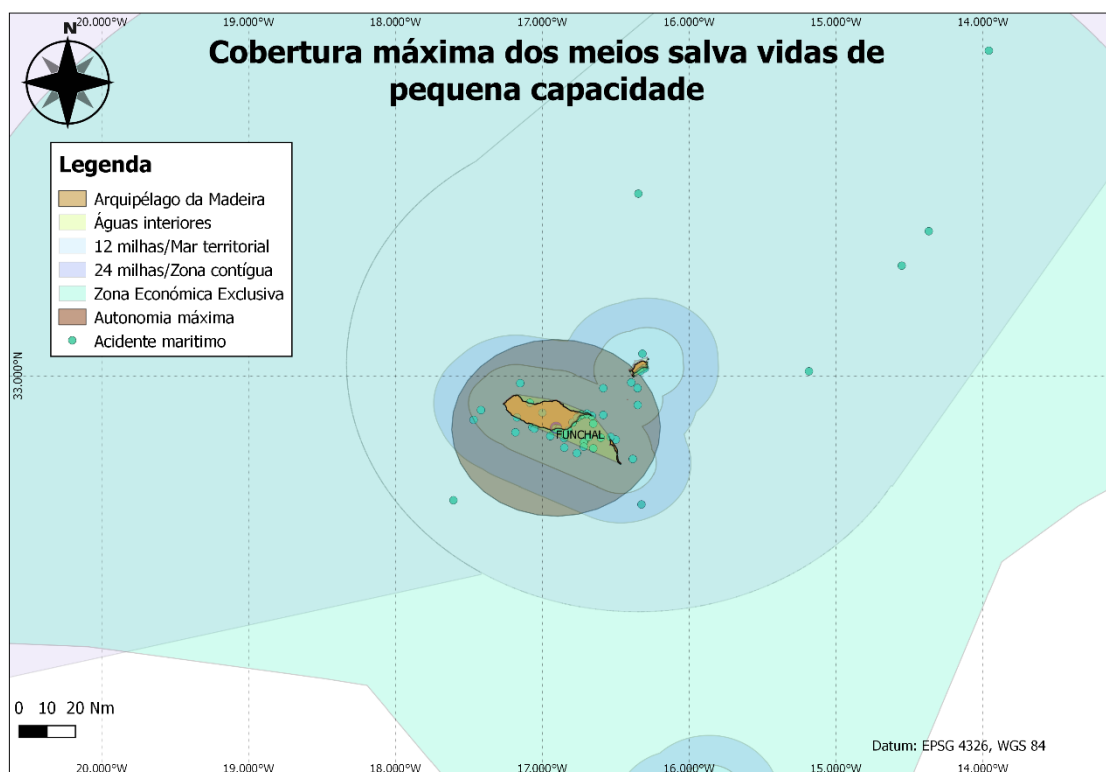 20.000°W 19.000°W 18.000°W 17.000°W 16.000°W 15.000°W 14.000°W
N
Cobertura máxima dos meios salva vidas de
pequena capacidade
Legenda
Arquipélago da Madeira
Águas interiores
12 milhas/Mar territorial
24 milhas/Zona contígua
Zona Económica Exclusiva
Autonomia máxima
Acidente maritimo
33.000°N
33.000°N
FUNCHAL
0 10 20 Nm
Datum: EPSG 4326, WGS 84
20.000°W 19.000°W 18.000°W 17.000°W 16.000°W 15.000°W 14.000°W